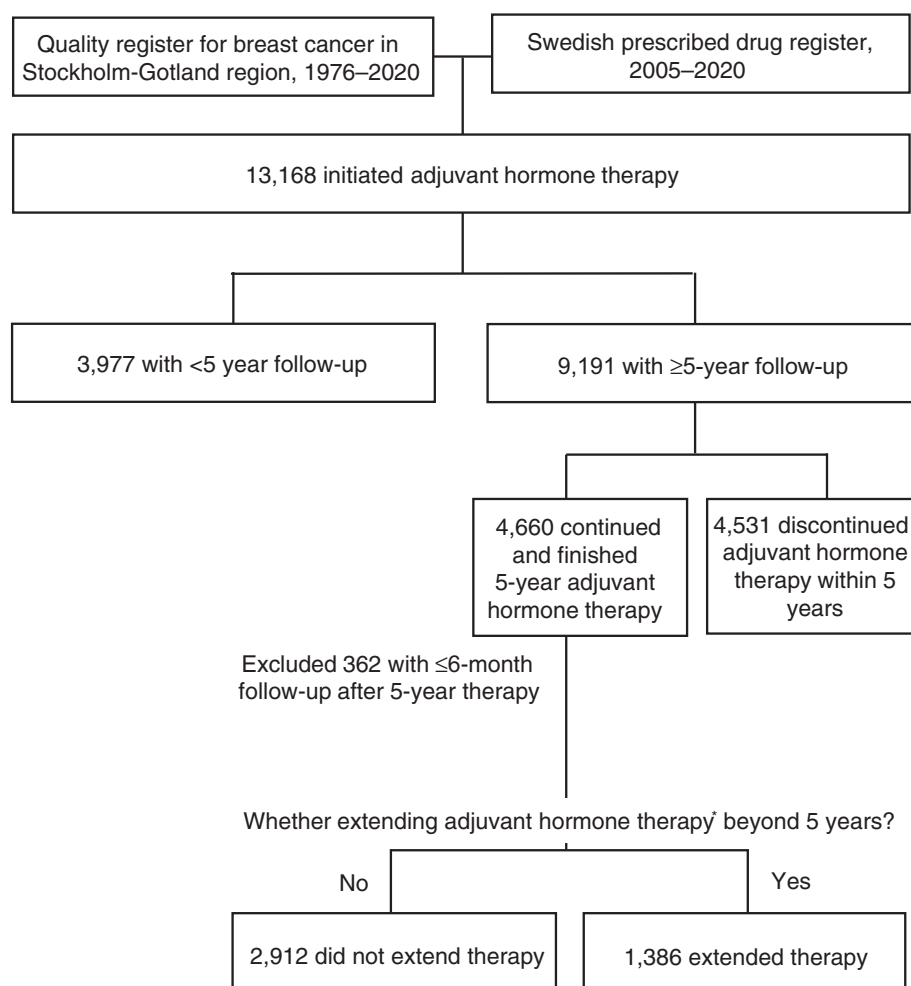 Quality register for breast cancer in
Stockholm-Gotland region, 1976–2020
Swedish prescribed drug register,
2005–2020
13,168 initiated adjuvant hormone therapy
3,977 with <5 year follow-up
9,191 with ≥5-year follow-up
4,660 continued
and finished
5-year adjuvant
hormone therapy
4,531 discontinued
adjuvant hormone
therapy within 5
years
Excluded 362 with ≤6-month
follow-up after 5-year therapy
Whether extending adjuvant hormone therapy* beyond 5 years?
No
Yes
2,912 did not extend therapy
1,386 extended therapy